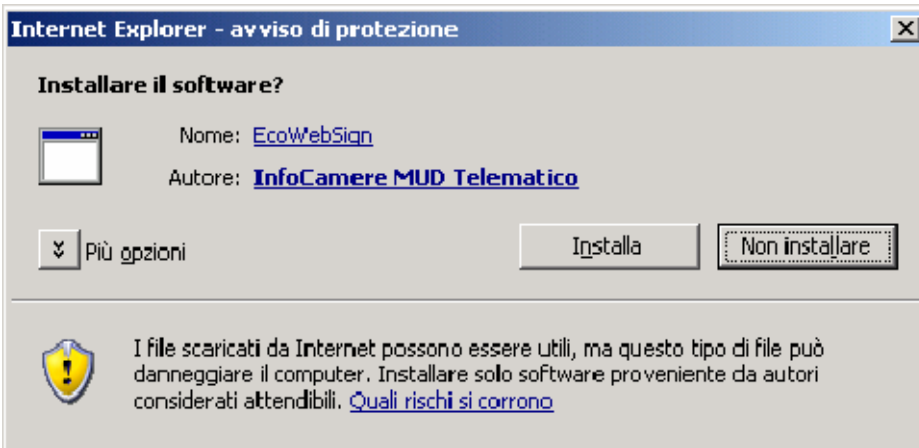 Internet Explorer - avviso di protezione
Installare il software?
Nome: EcoWebSign
Autore: InfoCamere MUD Telematico
Più opzioni
Installa
Non installare
I file scaricati da Internet possono essere utili, ma questo tipo di file può
danneggiare il computer. Installare solo software proveniente da autori
considerati attendibili. Quali rischi si corrono